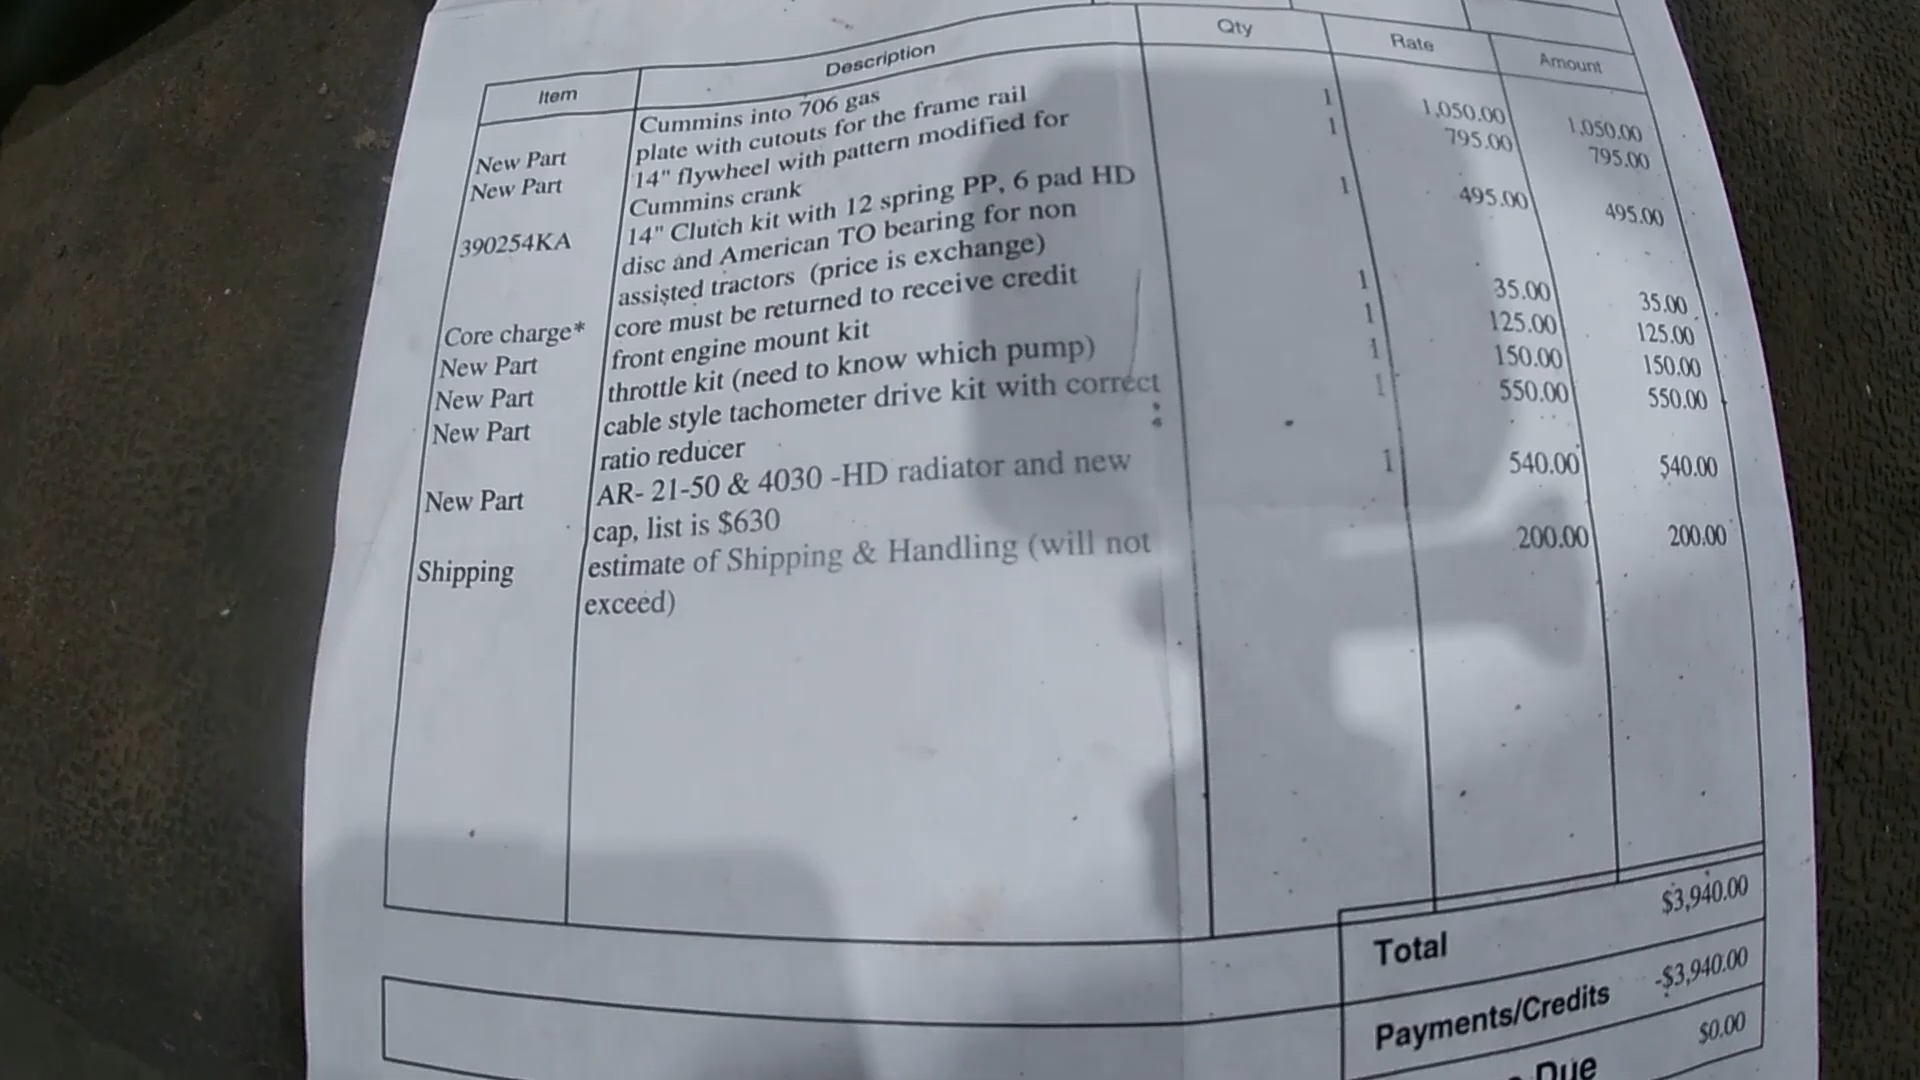 Item Description Qty Rate Amount
Cummins into 706 gas
New Part plate with cutouts for the frame rail 1 1,050.00 1,050.00
New Part 14" flywheel with pattern modified for 1 795.00 795.00
Cummins crank
390254KA 14" Clutch kit with 12 spring PP, 6 pad HD 1 495.00 495.00
disc and American TO bearing for non
assisted tractors (price is exchange)
Core charge* core must be returned to receive credit 1 35.00 35.00
New Part front engine mount kit 1 125.00 125.00
New Part throttle kit (need to know which pump) 1 150.00 150.00
New Part cable style tachometer drive kit with correct 1 550.00 550.00
ratio reducer
New Part AR- 21-50 & 4030 -HD radiator and new 1 540.00 540.00
cap, list is $630
Shipping estimate of Shipping & Handling (will not 200.00 200.00
exceed)
Total $3,940.00
Payments/Credits -$3,940.00
Due $0.00